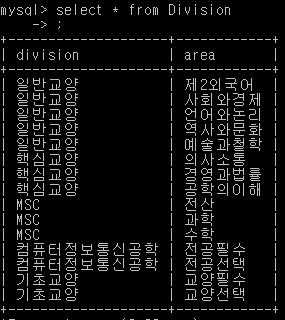 mysql> select * from Division
-> ;
| division | area |
| 일반교양 | 제2외국어 |
| 일반교양 | 사회와경제 |
| 일반교양 | 언어와논리 |
| 일반교양 | 역사와문화 |
| 일반교양 | 예술과철학 |
| 핵심교양 | 의사소통 |
| 핵심교양 | 경영과법률 |
| 핵심교양 | 공학의이해 |
| MSC | 전산 |
| MSC | 과학 |
| MSC | 수학 |
| 컴퓨터정보통신공학 | 전공필수 |
| 컴퓨터정보통신공학 | 전공선택 |
| 기초교양 | 교양필수 |
| 기초교양 | 교양선택 |